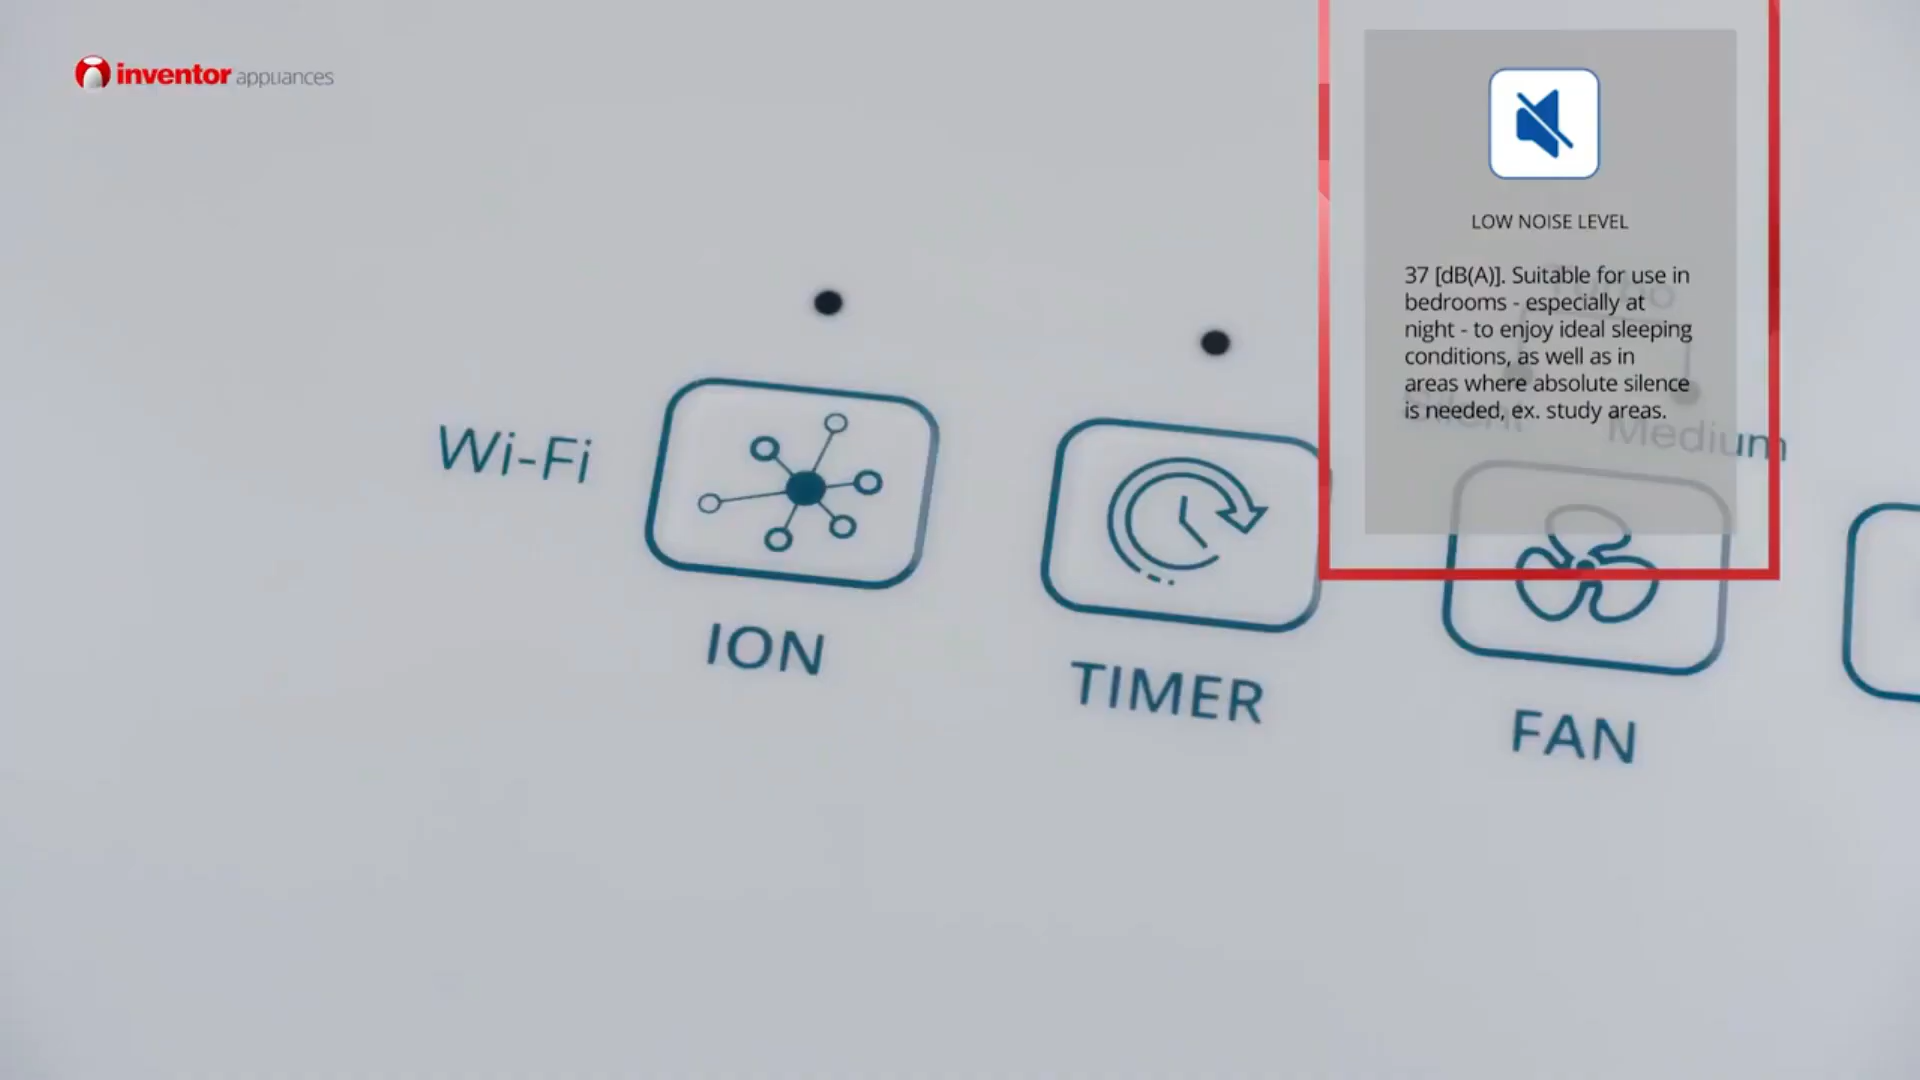 inventor appliances
LOW NOISE LEVEL
37 [dB(A)]. Suitable for use in
bedrooms - especially at
night - to enjoy ideal sleeping
conditions, as well as in
areas where absolute silence
is needed, ex. study areas.
Turbo
Silent
Medium
Wi-Fi
ION
TIMER
FAN